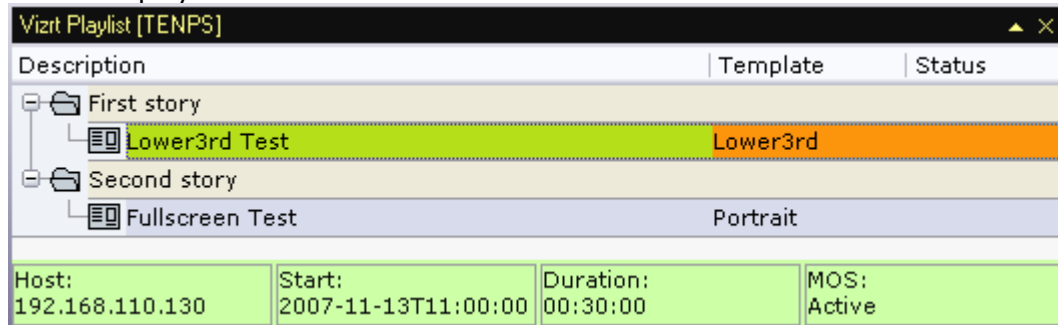 Vizrt Playlist [TENPS]
Description Template Status
First story
Lower3rd Test Lower3rd
Second story
Fullscreen Test Portrait
Host: Start: Duration: MOS:
192.168.110.130 2007-11-13T11:00:00 00:30:00 Active